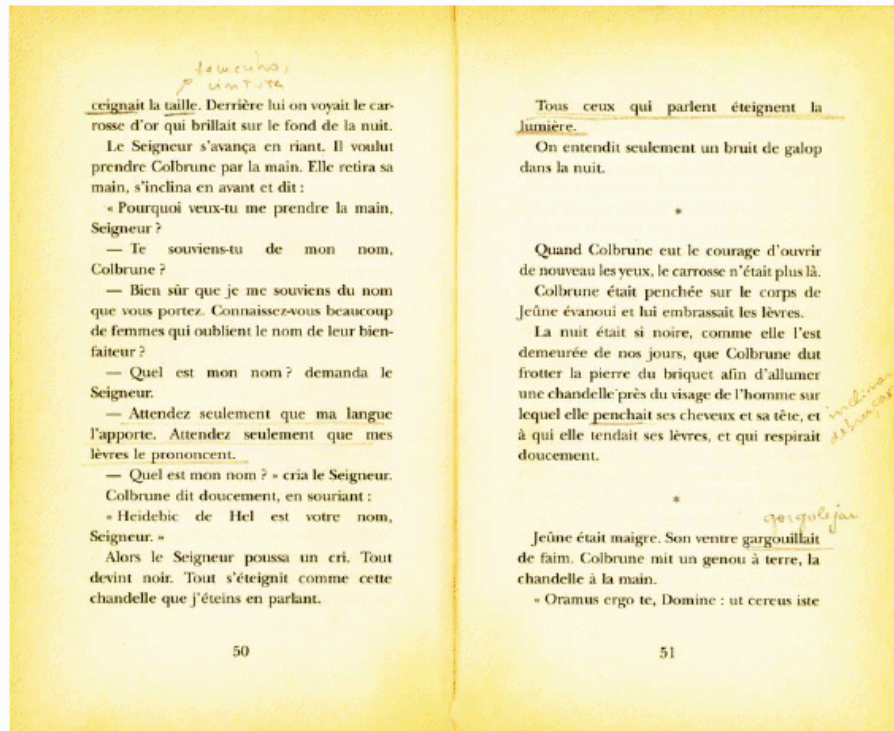 tamanho,
cintura
ceignait la taille. Derrière lui on voyait le car-
rosse d'or qui brillait sur le fond de la nuit.
Le Seigneur s'avança en riant. Il voulut
prendre Colbrune par la main. Elle retira sa
main, s'inclina en avant et dit :
« Pourquoi veux-tu me prendre la main,
Seigneur ?
— Te souviens-tu de mon nom,
Colbrune ?
— Bien sûr que je me souviens du nom
que vous portez. Connaissez-vous beaucoup
de femmes qui oublient le nom de leur bien-
faiteur ?
— Quel est mon nom ? demanda le
Seigneur.
— Attendez seulement que ma langue
l'apporte. Attendez seulement que mes
lèvres le prononcent.
— Quel est mon nom ? » cria le Seigneur.
Colbrune dit doucement, en souriant :
« Heidebic de Hel est votre nom,
Seigneur. »
Alors le Seigneur poussa un cri. Tout
devint noir. Tout s'éteignit comme cette
chandelle que j'éteins en parlant.
50
Tous ceux qui parlent éteignent la
lumière.
On entendit seulement un bruit de galop
dans la nuit.
*
Quand Colbrune eut le courage d'ouvrir
de nouveau les yeux, le carrosse n'était plus là.
Colbrune était penchée sur le corps de
Jeûne évanoui et lui embrassait les lèvres.
La nuit était si noire, comme elle l'est
demeurée de nos jours, que Colbrune dut
frotter la pierre du briquet afin d'allumer
une chandelle près du visage de l'homme sur
lequel elle penchait ses cheveux et sa tête, et
à qui elle tendait ses lèvres, et qui respirait
doucement.
inclinar
debruçar
*
gorgolejar
Jeûne était maigre. Son ventre gargouillait
de faim. Colbrune mit un genou à terre, la
chandelle à la main.
« Oramus ergo te, Domine : ut cereus iste
51